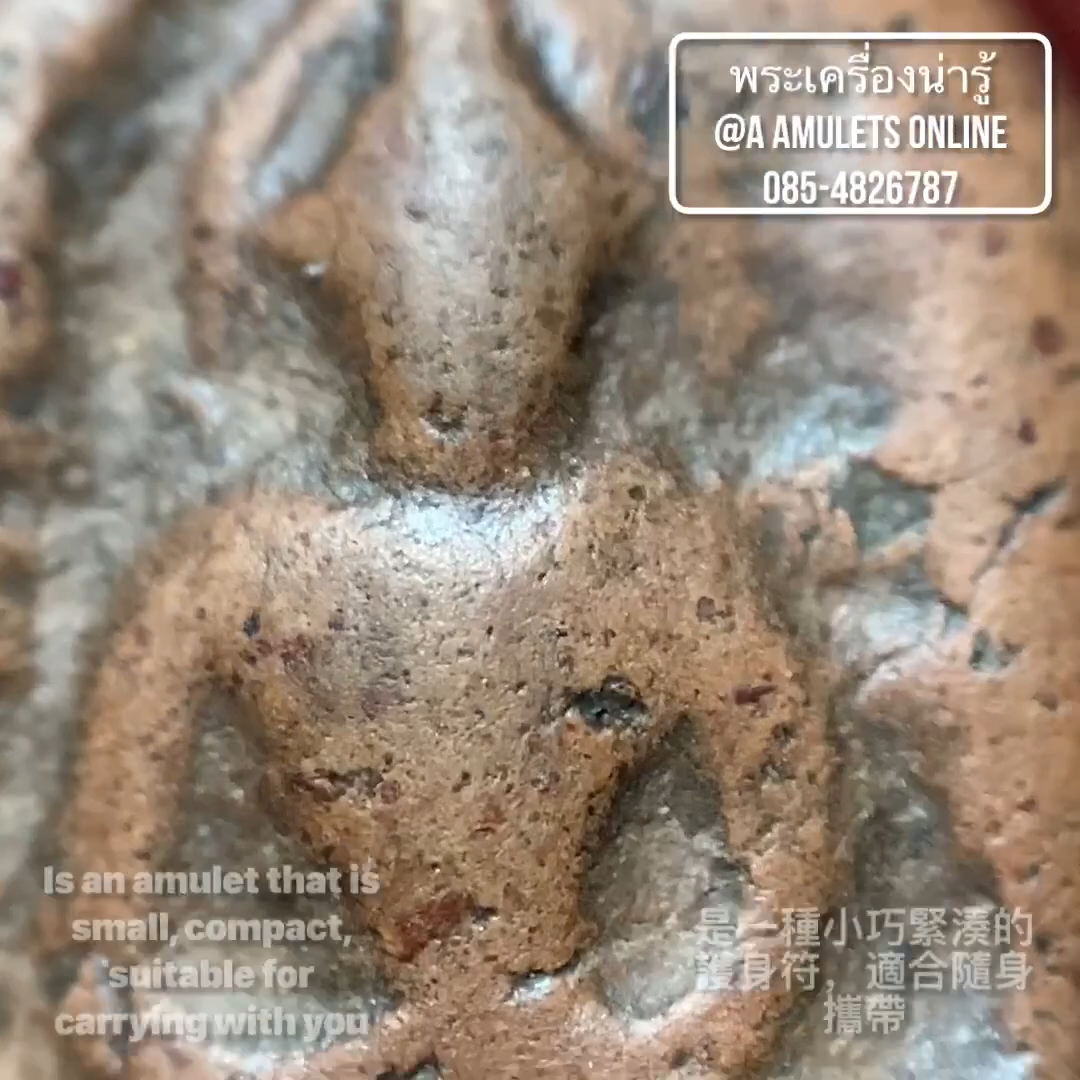 พระเครื่องน่ารู้
@A AMULETS ONLINE
085-4826787
Is an amulet that is
small, compact,
suitable for
carrying with you
是一種小巧緊湊的
護身符，適合隨身
攜帶